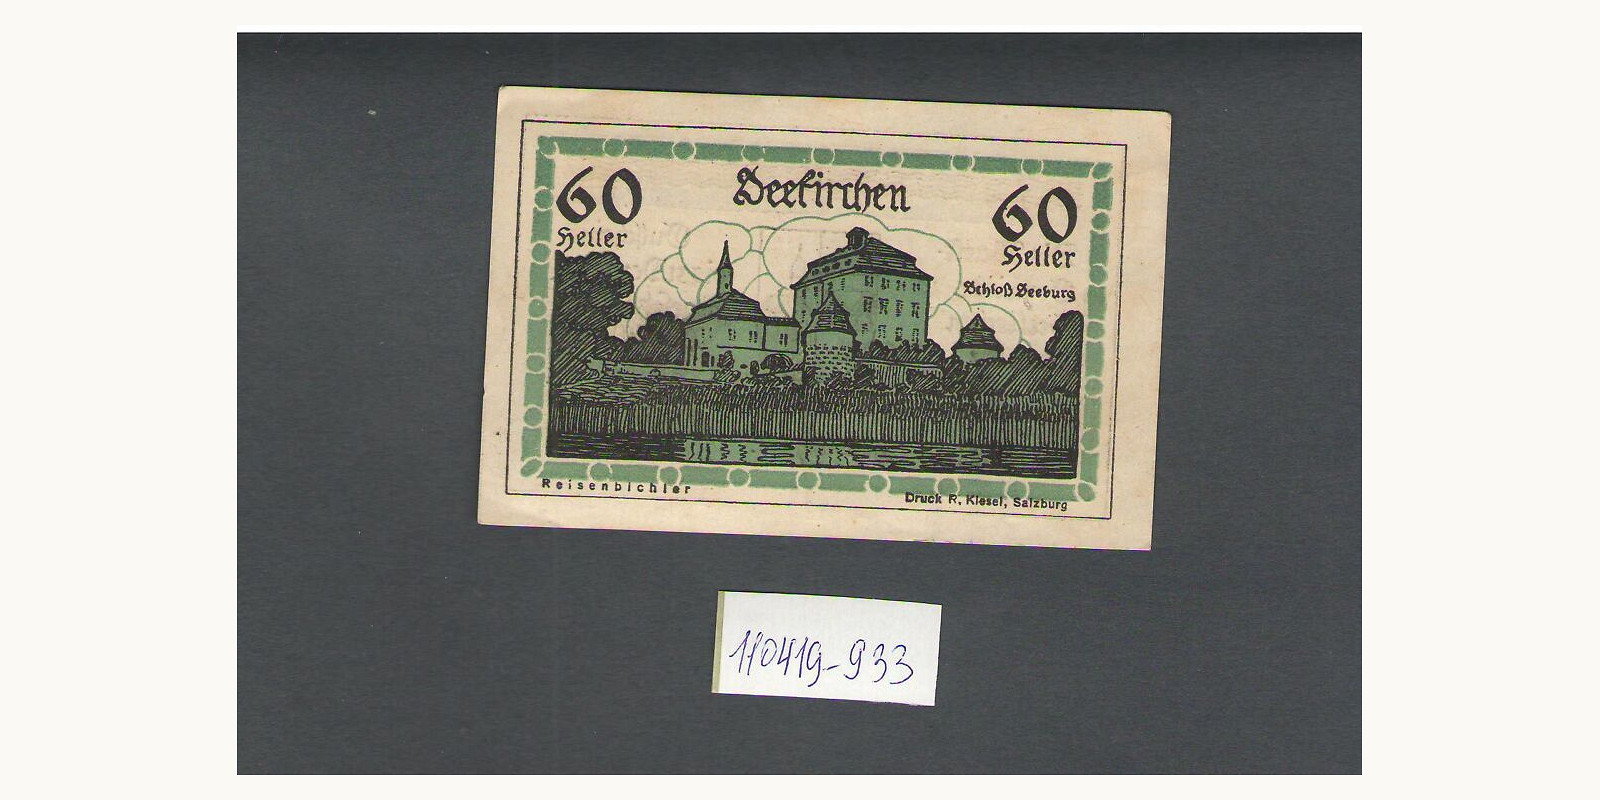 Seekirchen
60
Heller
60
Heller
Schloß Seeburg
Reisenbichler
Druck R. Kiesel, Salzburg
110419-933